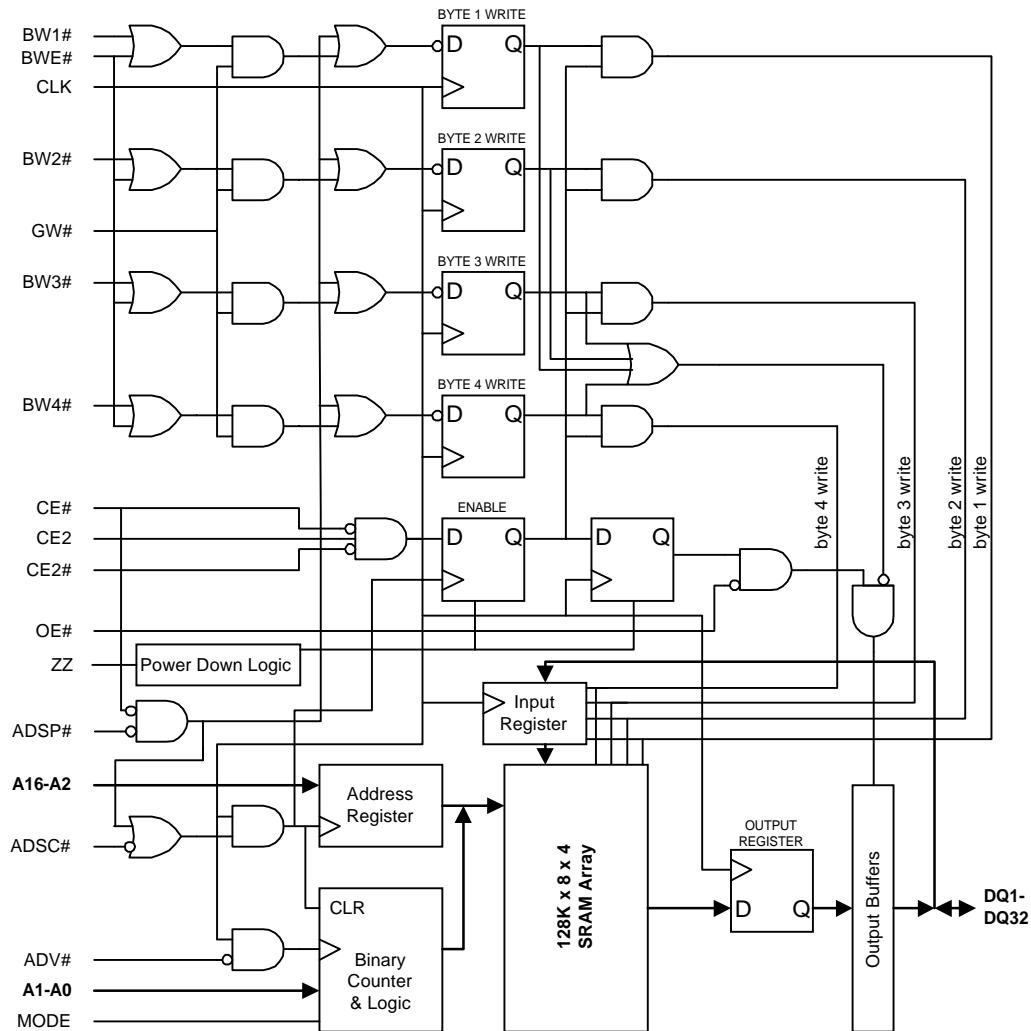 BYTE 1 WRITE
BW1#
BWE#
CLK
D
Q
BYTE 2 WRITE
BW2#
D
Q
GW#
BYTE 3 WRITE
BW3#
D
Q
BYTE 4 WRITE
BW4#
D
Q
byte 4 write
byte 3 write
byte 2 write
byte 1 write
CE#
CE2
CE2#
ENABLE
D
Q
D
Q
OE#
ZZ
Power Down Logic
Input
Register
ADSP#
A16-A2
Address
Register
ADSC#
128K x 8 x 4
SRAM Array
OUTPUT
REGISTER
D
Q
Output Buffers
DQ1-
DQ32
CLR
Binary
Counter
& Logic
ADV#
A1-A0
MODE